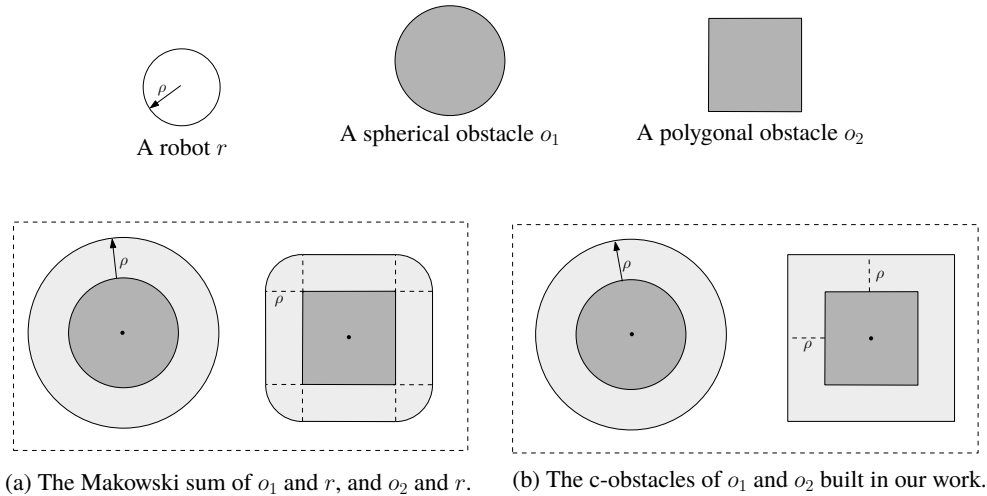 ρ
A robot r
A spherical obstacle o₁
A polygonal obstacle o₂
ρ
ρ
ρ
ρ
ρ
(a) The Makowski sum of o₁ and r, and o₂ and r.
(b) The c-obstacles of o₁ and o₂ built in our work.